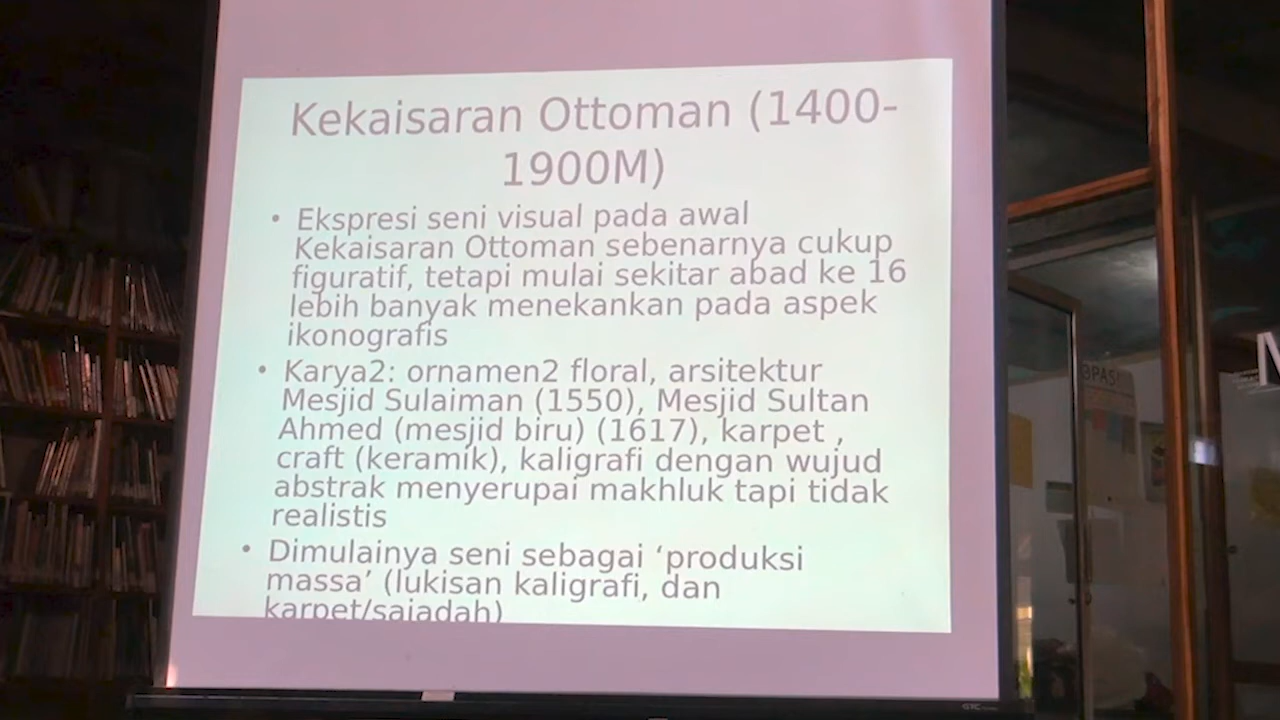 Kekaisaran Ottoman (1400-
1900M)
• Ekspresi seni visual pada awal
Kekaisaran Ottoman sebenarnya cukup
figuratif, tetapi mulai sekitar abad ke 16
lebih banyak menekankan pada aspek
ikonografis
• Karya2: ornamen2 floral, arsitektur
Mesjid Sulaiman (1550), Mesjid Sultan
Ahmed (mesjid biru) (1617), karpet ,
craft (keramik), kaligrafi dengan wujud
abstrak menyerupai makhluk tapi tidak
realistis
• Dimulainya seni sebagai ‘produksi
massa’ (lukisan kaligrafi, dan
karpet/sajadah)